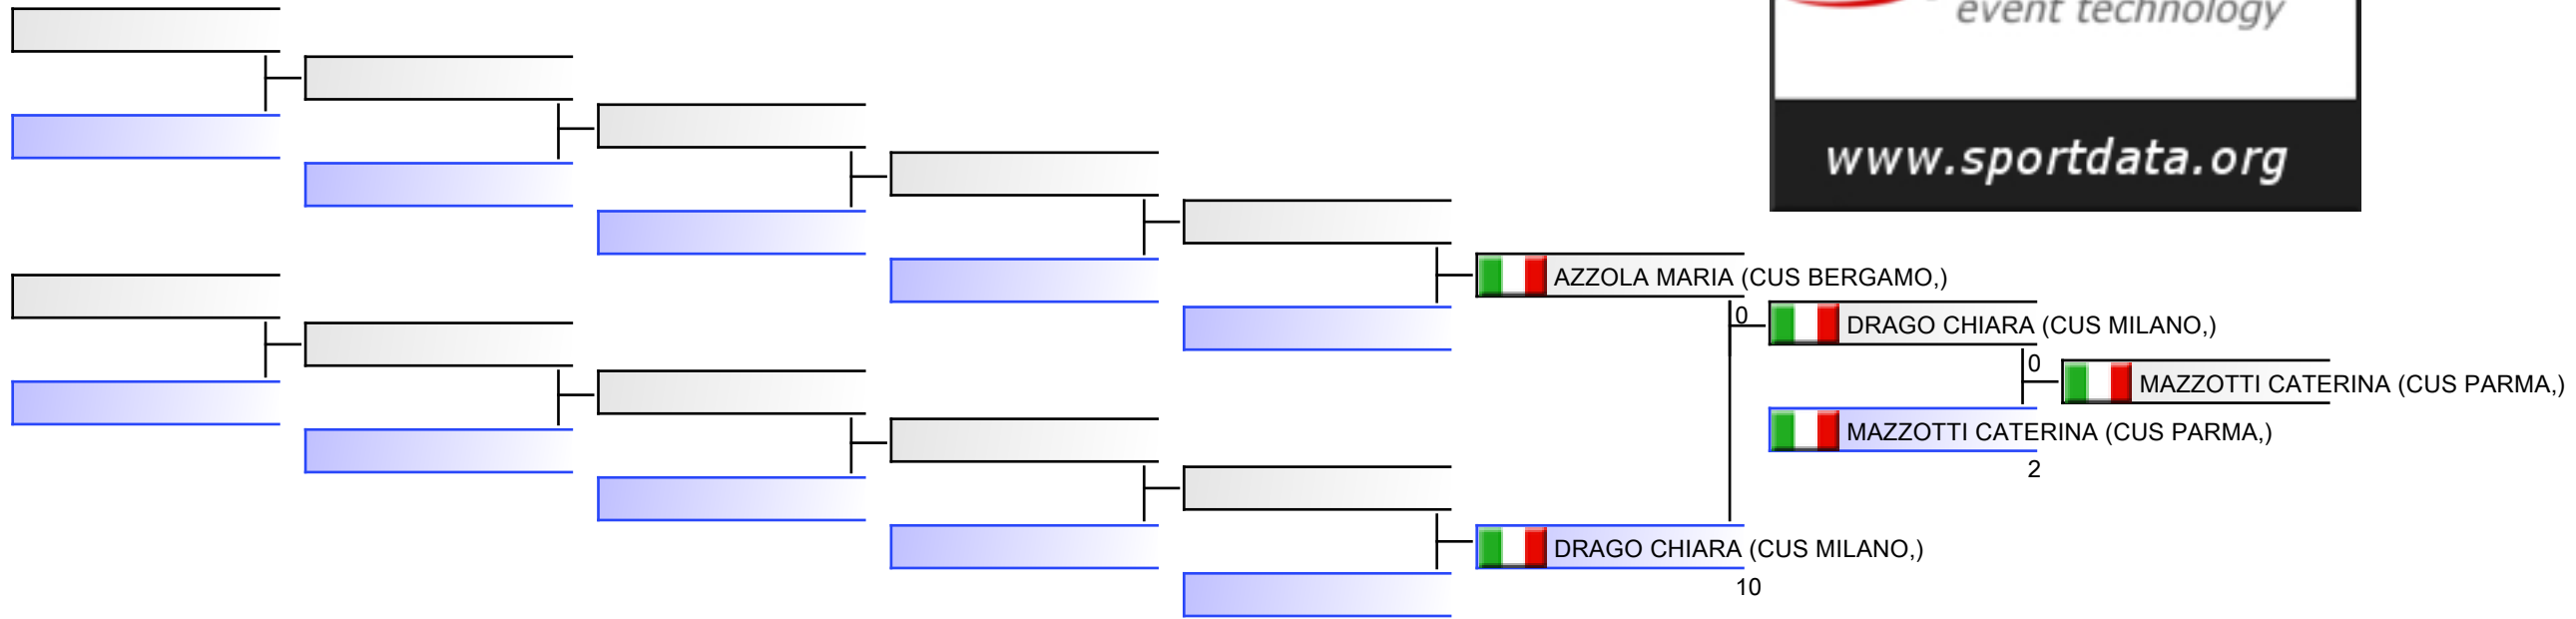 event technology
www.sportdata.org
AZZOLA MARIA (CUS BERGAMO,)
0
DRAGO CHIARA (CUS MILANO,)
0
MAZZOTTI CATERINA (CUS PARMA,)
MAZZOTTI CATERINA (CUS PARMA,)
2
DRAGO CHIARA (CUS MILANO,)
10